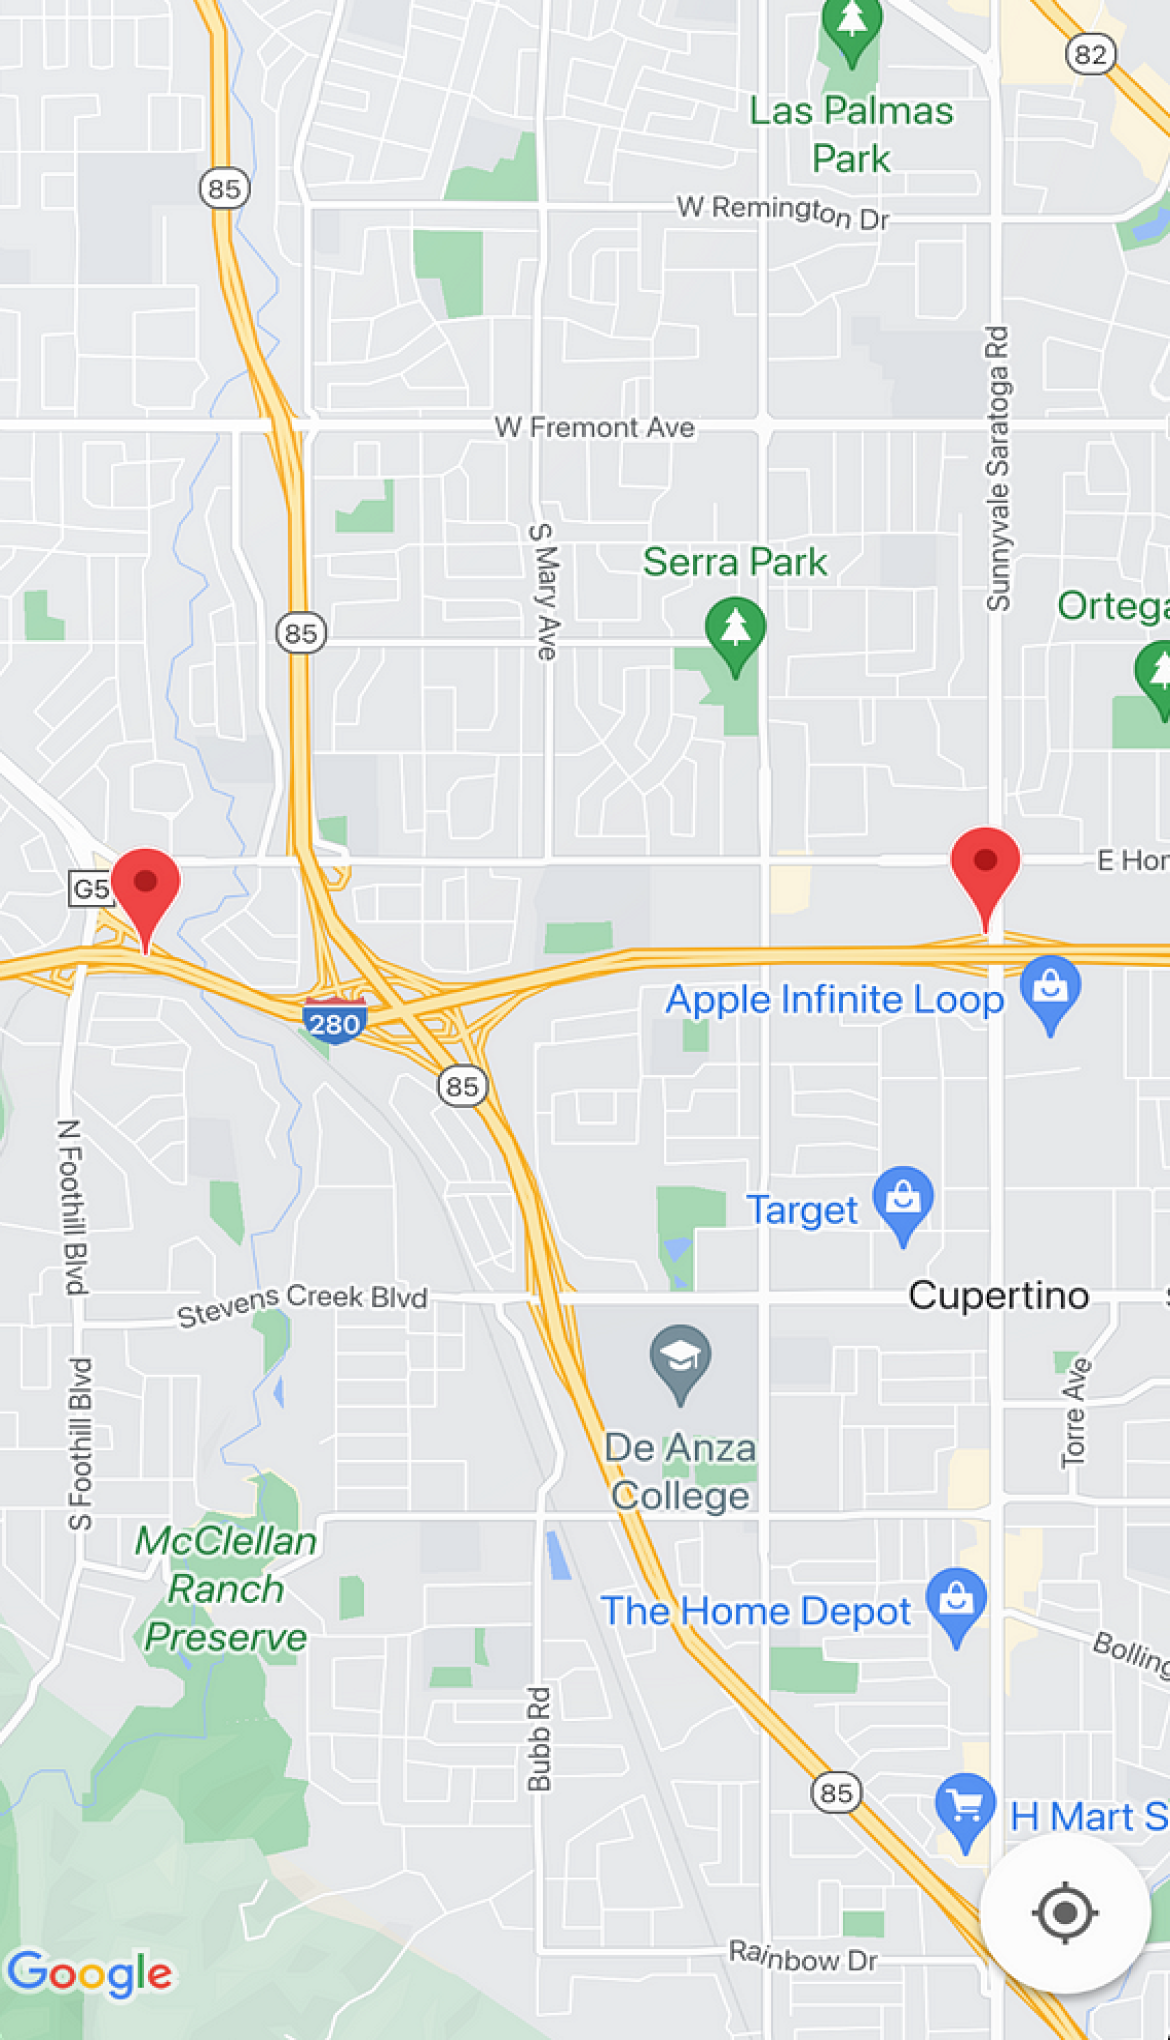 82
Las Palmas
Park
85
W Remington Dr
Sunnyvale Saratoga Rd
W Fremont Ave
S Mary Ave
Serra Park
Ortega
85
E Hor
G5
Apple Infinite Loop
280
85
N Foothill Blvd
Target
Stevens Creek Blvd
Cupertino
S Foothill Blvd
Torre Ave
De Anza
College
McClellan
Ranch
Preserve
The Home Depot
Bolling
Bubb Rd
85
H Mart S
Rainbow Dr
Google